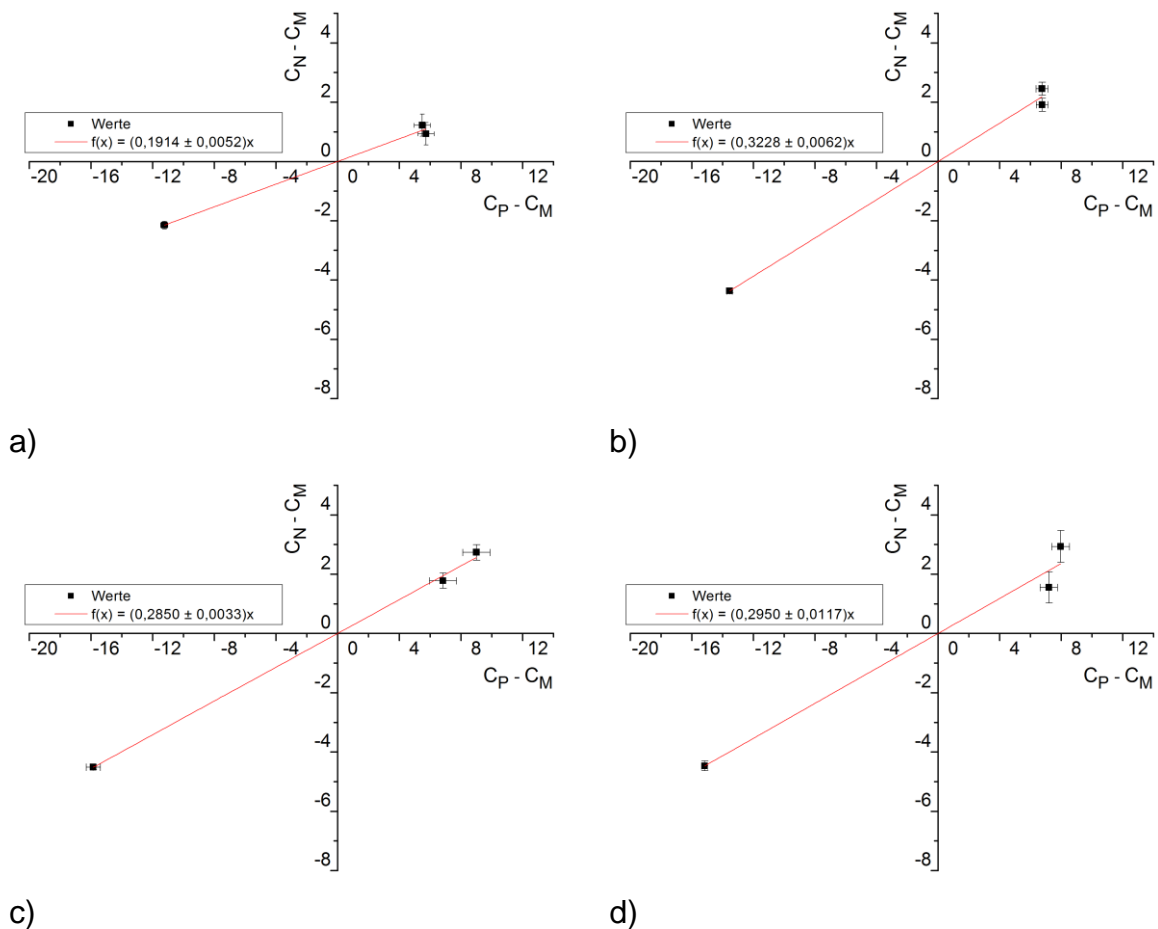 C_N - C_M
4
2
0
-2
-4
-6
-8
-20 -16 -12 -8 -4 0 4 8 12
C_P - C_M
Werte
f(x) = (0,1914 ± 0,0052)x
a)
C_N - C_M
4
2
0
-2
-4
-6
-8
-20 -16 -12 -8 -4 0 4 8 12
C_P - C_M
Werte
f(x) = (0,3228 ± 0,0062)x
b)
C_N - C_M
4
2
0
-2
-4
-6
-8
-20 -16 -12 -8 -4 0 4 8 12
C_P - C_M
Werte
f(x) = (0,2850 ± 0,0033)x
c)
C_N - C_M
4
2
0
-2
-4
-6
-8
-20 -16 -12 -8 -4 0 4 8 12
C_P - C_M
Werte
f(x) = (0,2950 ± 0,0117)x
d)